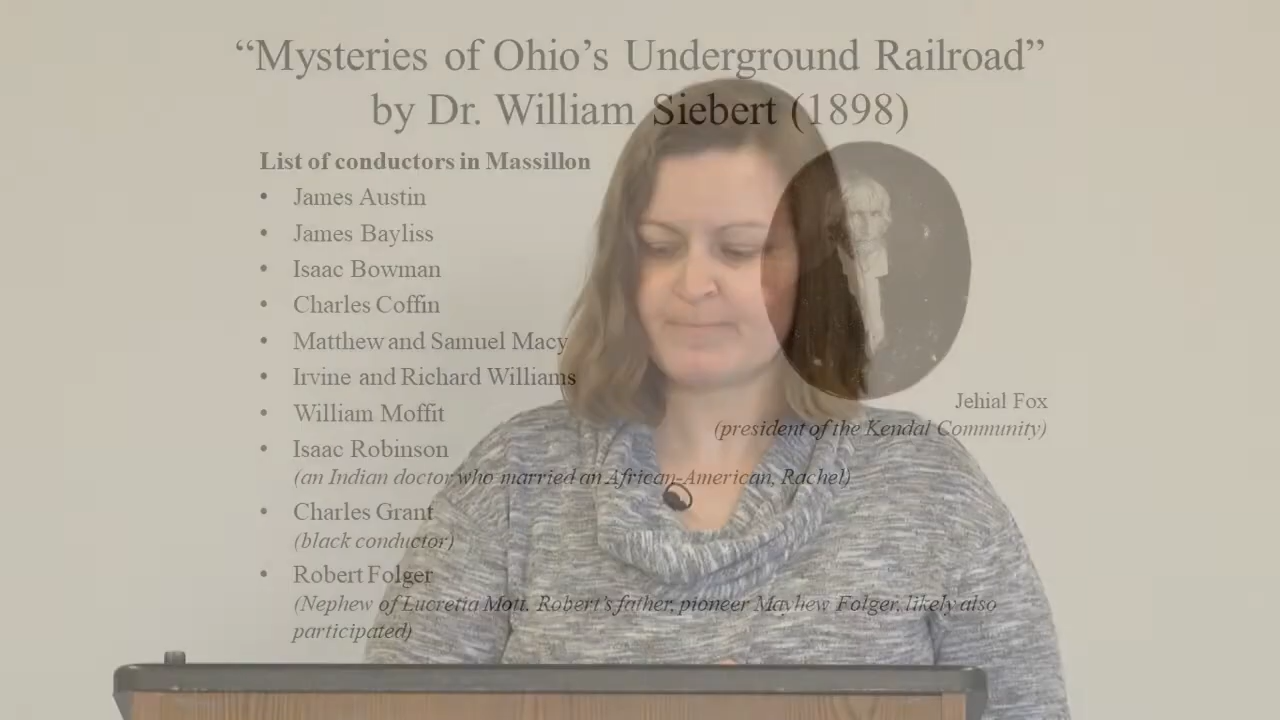 “Mysteries of Ohio’s Underground Railroad”
by Dr. William Siebert (1898)
List of conductors in Massillon
• James Austin
• James Bayliss
• Isaac Bowman
• Charles Coffin
• Matthew and Samuel Macy
• Irvine and Richard Williams
• William Moffit
• Isaac Robinson
(an Indian doctor who married an African-American, Rachel)
• Charles Grant
(black conductor)
• Robert Folger
(Nephew of Lucretia Mott. Robert’s father, pioneer Mayhew Folger, likely also
participated)
Jehial Fox
(president of the Kendal Community)